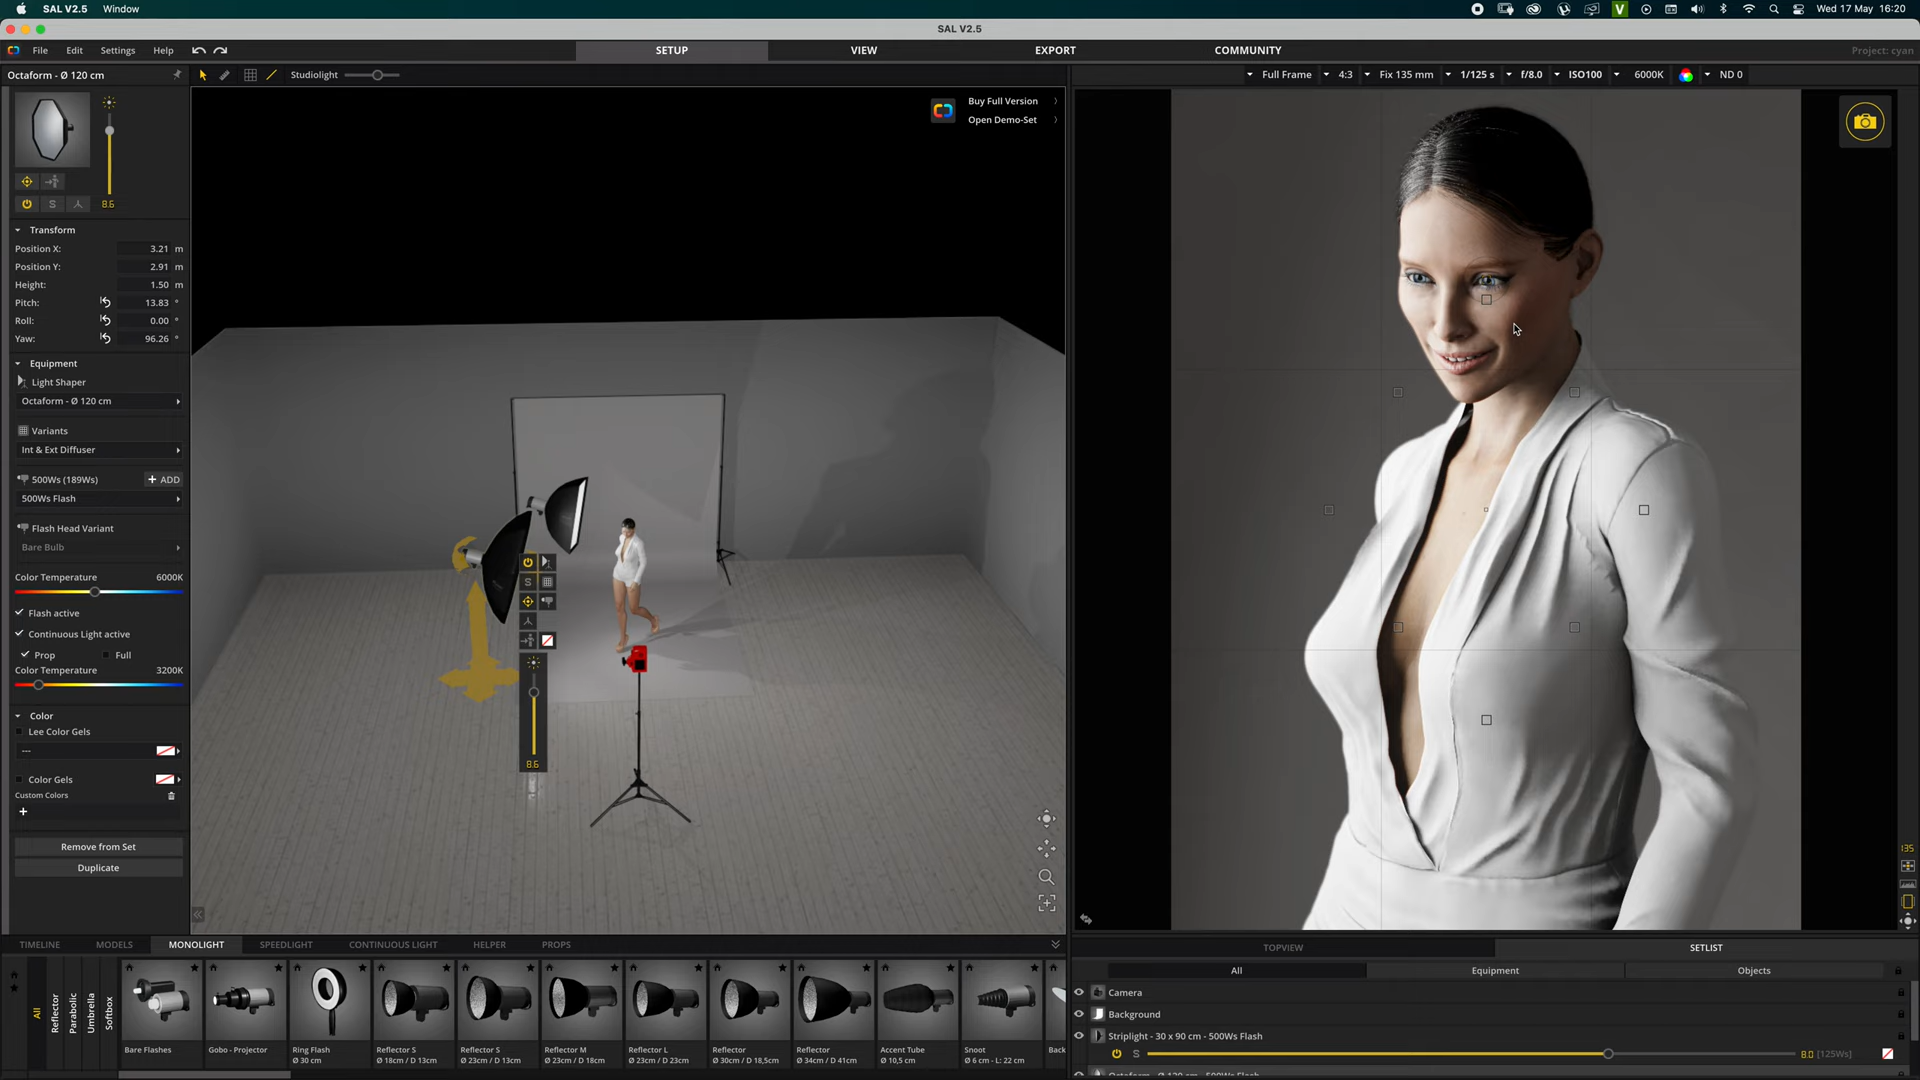 SAL V2.5 Window
Wed 17 May 16:20
SAL V2.5
File Edit Settings Help
SETUP VIEW EXPORT COMMUNITY
Project: cyan
Octaform - Ø 120 cm
Studiolight
Full Frame 4:3 Fix 135 mm 1/125 s f/8.0 ISO100 6000K ND 0
Buy Full Version
Open Demo-Set
S
8.6
Transform
Position X: 3.21 m
Position Y: 2.91 m
Height: 1.50 m
Pitch: 13.83 °
Roll: 0.00 °
Yaw: 96.26 °
Equipment
Light Shaper
Octaform - Ø 120 cm
Variants
Int & Ext Diffuser
500Ws (189Ws) + ADD
500Ws Flash
Flash Head Variant
Bare Bulb
Color Temperature 6000K
Flash active
Continuous Light active
Prop Full
Color Temperature 3200K
Color
Lee Color Gels
---
Color Gels
Custom Colors
+
Remove from Set
Duplicate
S
8.6
135
TIMELINE MODELS MONOLIGHT SPEEDLIGHT CONTINUOUS LIGHT HELPER PROPS
All Reflector Parabolic Umbrella Softbox
Bare Flashes
Gobo - Projector
Ring Flash
Ø 30 cm
Reflector S
Ø 18cm / D 13cm
Reflector S
Ø 23cm / D 13cm
Reflector M
Ø 18cm / D 18cm
Reflector L
Ø 23cm / D 23cm
Reflector
Ø 30cm / D 18,5cm
Reflector
Ø 34cm / D 41cm
Accent Tube
Ø 10,5 cm
Snoot
Ø 6 cm - L: 22 cm
Back
TOPVIEW SETLIST
All Equipment Objects
Camera
Background
Striplight - 30 x 90 cm - 500Ws Flash
S 8.0 [125Ws]
Octaform - Ø 120 cm - 500Ws Flash